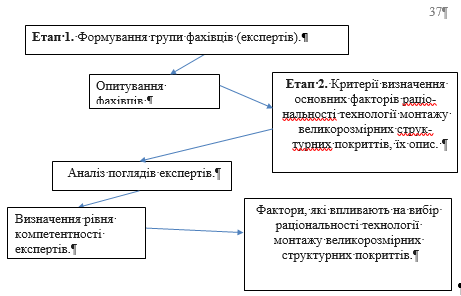 37¶
Етап·1.·Формування·групи·фахівців·(експертів).¶
Опитування·
фахівців.¶
Етап·2.·Критерії·визначення·
основних·факторів·раціо-
нальності·технології·монтажу·
великорозмірних·струк-
турних·покриттів,·їх·опис.·¶
Аналіз·поглядів·експертів.¶
Визначення·рівня·
компетентності·
експертів.¶
Фактори,·які·впливають·на·вибір·
раціональності·технології·
монтажу·великорозмірних·
структурних·покриттів.¶
¶